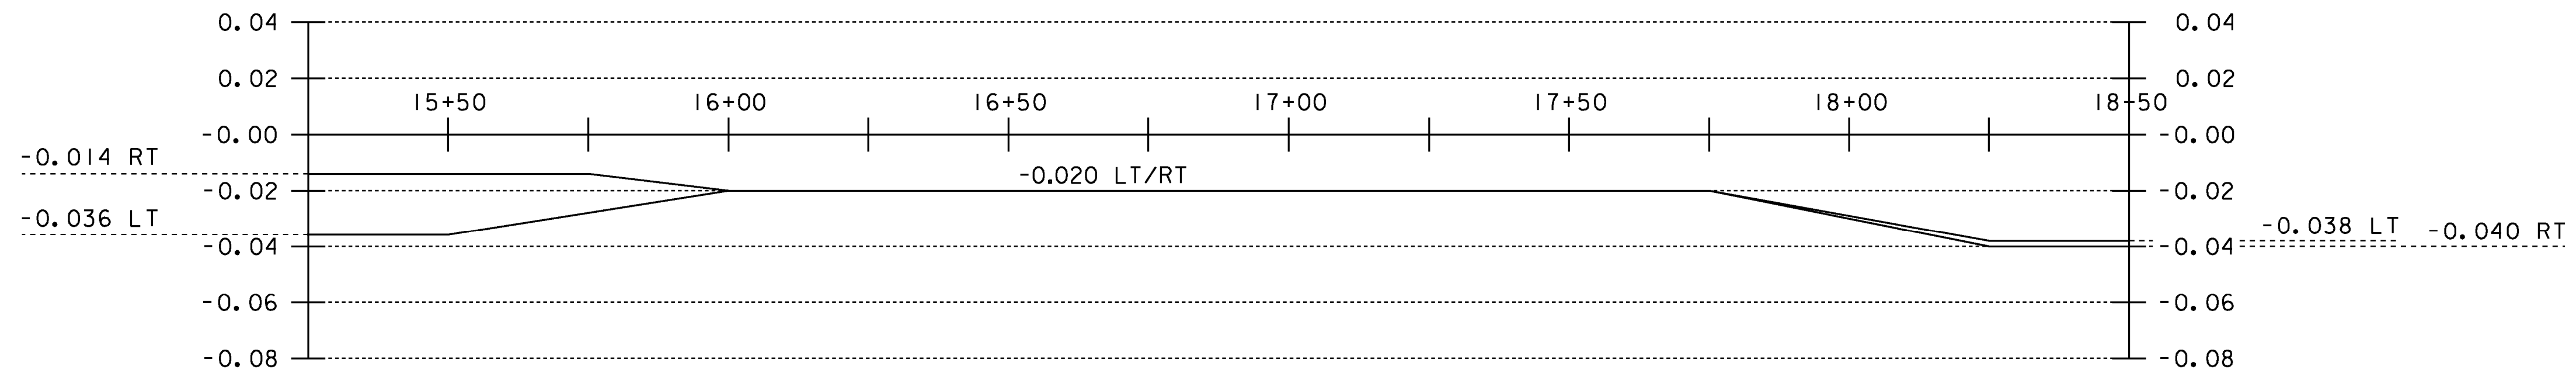 0.04 0.04
0.02 0.02
15+50 16+00 16+50 17+00 17+50 18+00 18+50
-0.00 -0.00
-0.014 RT
-0.020 LT/RT
-0.02 -0.02
-0.036 LT
-0.038 LT -0.040 RT
-0.04 -0.04
-0.06 -0.06
-0.08 -0.08